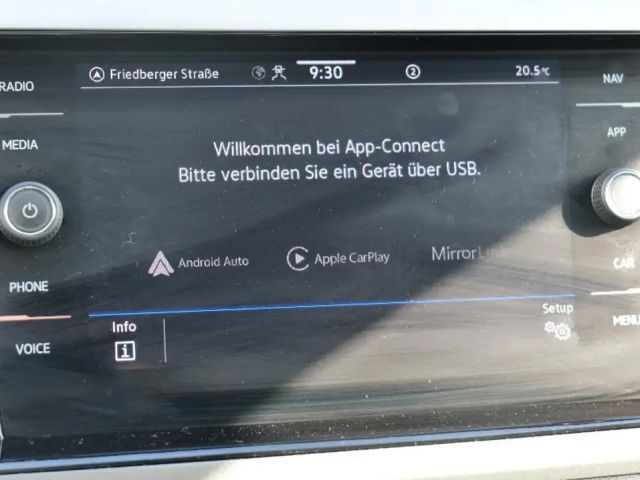 RADIO
MEDIA
PHONE
VOICE
Friedberger Straße 9:30 2 20.5°C
Willkommen bei App-Connect
Bitte verbinden Sie ein Gerät über USB.
Android Auto Apple CarPlay MirrorLink
Info Setup
i
NAV
APP
CAR
MENU